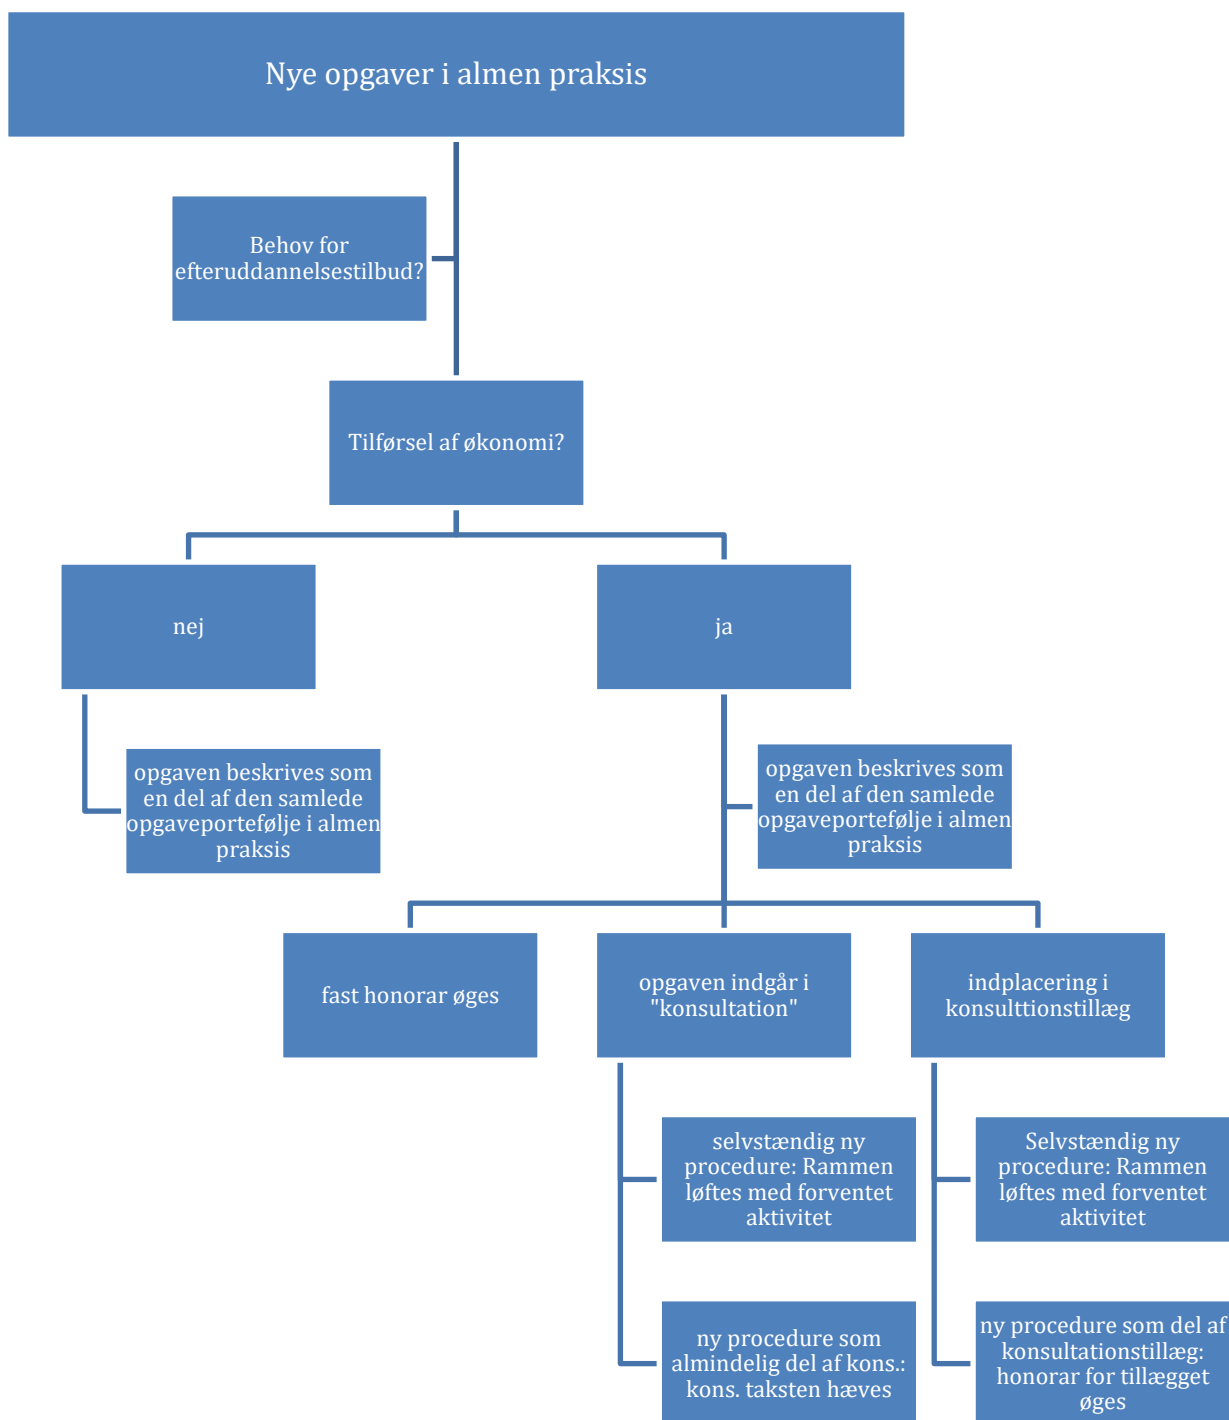 Nye opgaver i almen praksis
Behov for
efteruddannelsestilbud?
Tilførsel af økonomi?
nej
ja
opgaven beskrives som
en del af den samlede
opgaveportefølje i almen
praksis
opgaven beskrives som
en del af den samlede
opgaveportefølje i almen
praksis
fast honorar øges
opgaven indgår i
"konsultation"
indplacering i
konsulttionstillæg
selvstændig ny
procedure: Rammen
løftes med forventet
aktivitet
Selvstændig ny
procedure: Rammen
løftes med forventet
aktivitet
ny procedure som
almindelig del af kons.:
kons. taksten hæves
ny procedure som del af
konsultationstillæg:
honorar for tillægget
øges